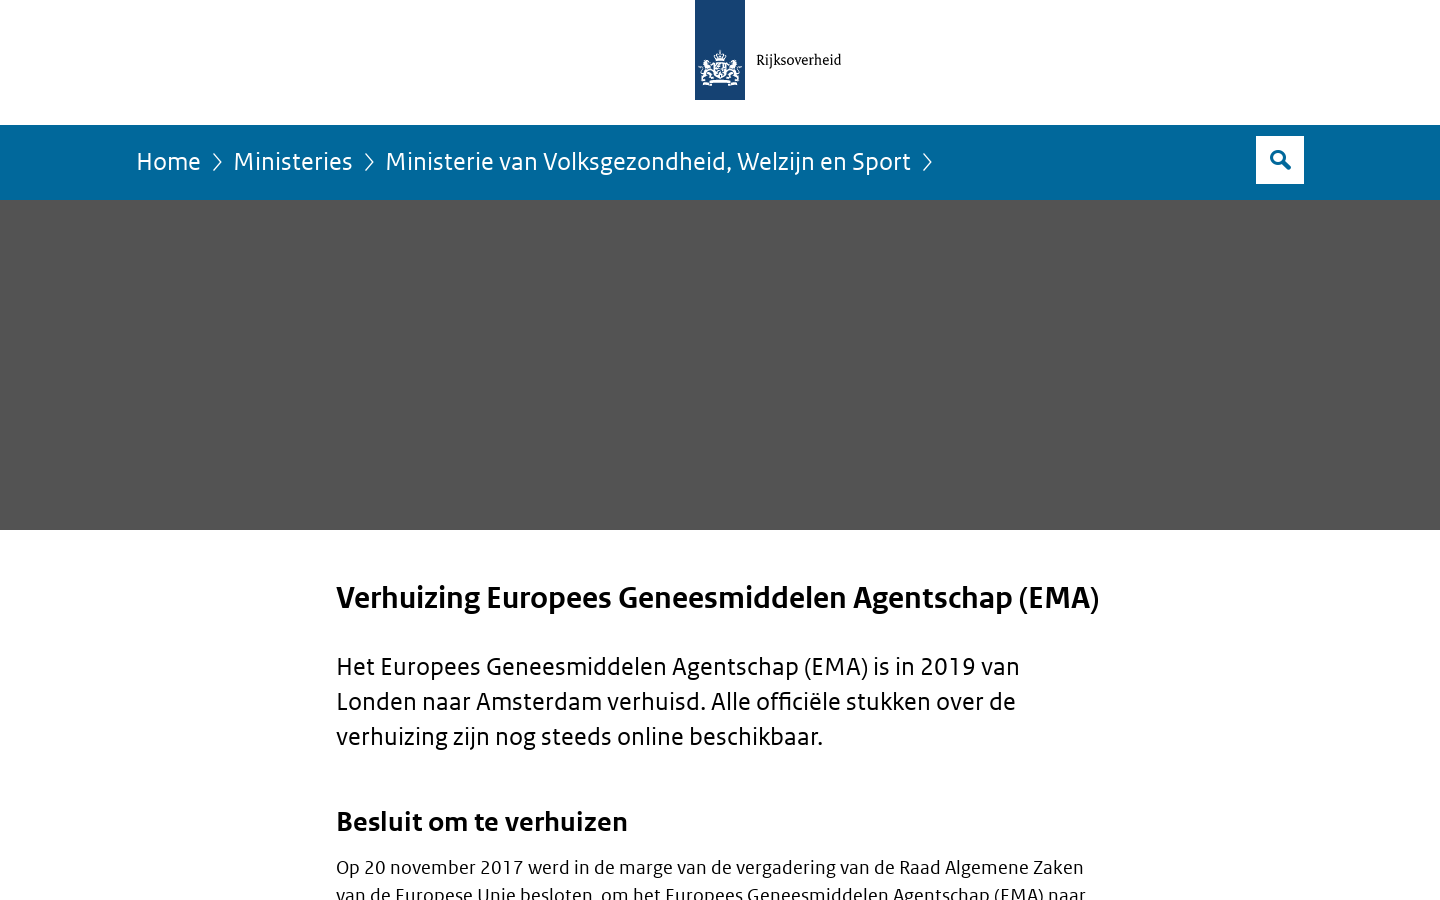 Rijksoverheid
Home
Ministeries
Ministerie van Volksgezondheid, Welzijn en Sport
Verhuizing Europees Geneesmiddelen Agentschap (EMA)
Het Europees Geneesmiddelen Agentschap (EMA) is in 2019 van
Londen naar Amsterdam verhuisd. Alle officiële stukken over de
verhuizing zijn nog steeds online beschikbaar.
Besluit om te verhuizen
Op 20 november 2017 werd in de marge van de vergadering van de Raad Algemene Zaken
van de Europese Unie besloten, om het Europees Geneesmiddelen Agentschap (EMA) naar